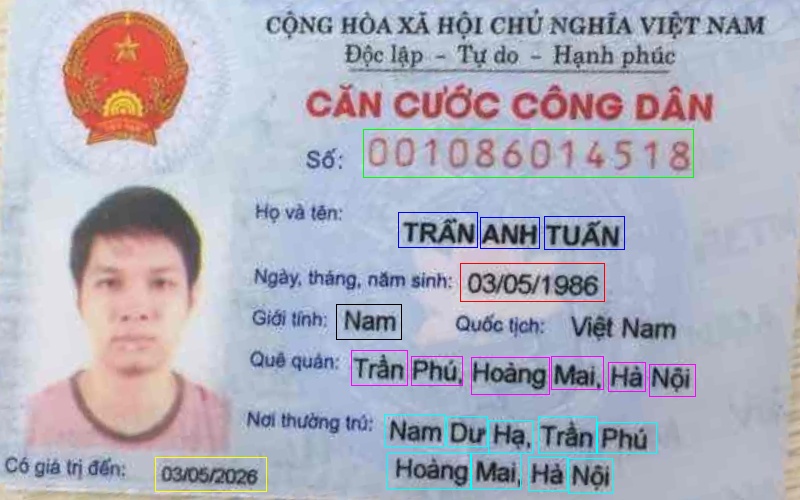 CỘNG HÒA XÃ HỘI CHỦ NGHĨA VIỆT NAM
Độc lập - Tự do - Hạnh phúc
CĂN CƯỚC CÔNG DÂN
Số: 001086014518
Họ và tên: TRẦN ANH TUẤN
Ngày, tháng, năm sinh: 03/05/1986
Giới tính: Nam Quốc tịch: Việt Nam
Quê quán: Trần Phú, Hoàng Mai, Hà Nội
Nơi thường trú: Nam Dư Hạ, Trần Phú
Hoàng Mai, Hà Nội
Có giá trị đến: 03/05/2026